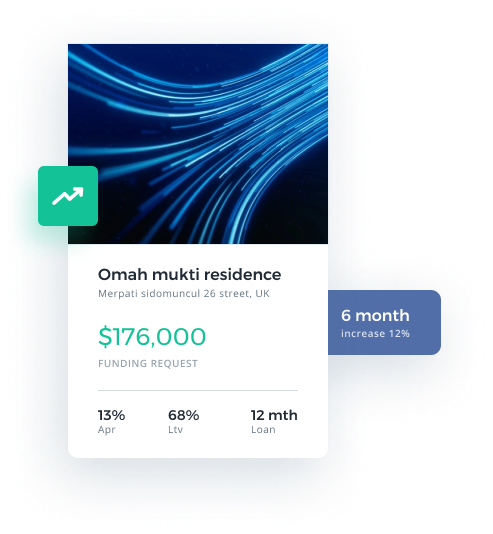 Omah mukti residence
Merpati sidomuncul 26 street, UK
$176,000
FUNDING REQUEST
13% 68% 12 mth
Apr Ltv Loan
6 month
increase 12%